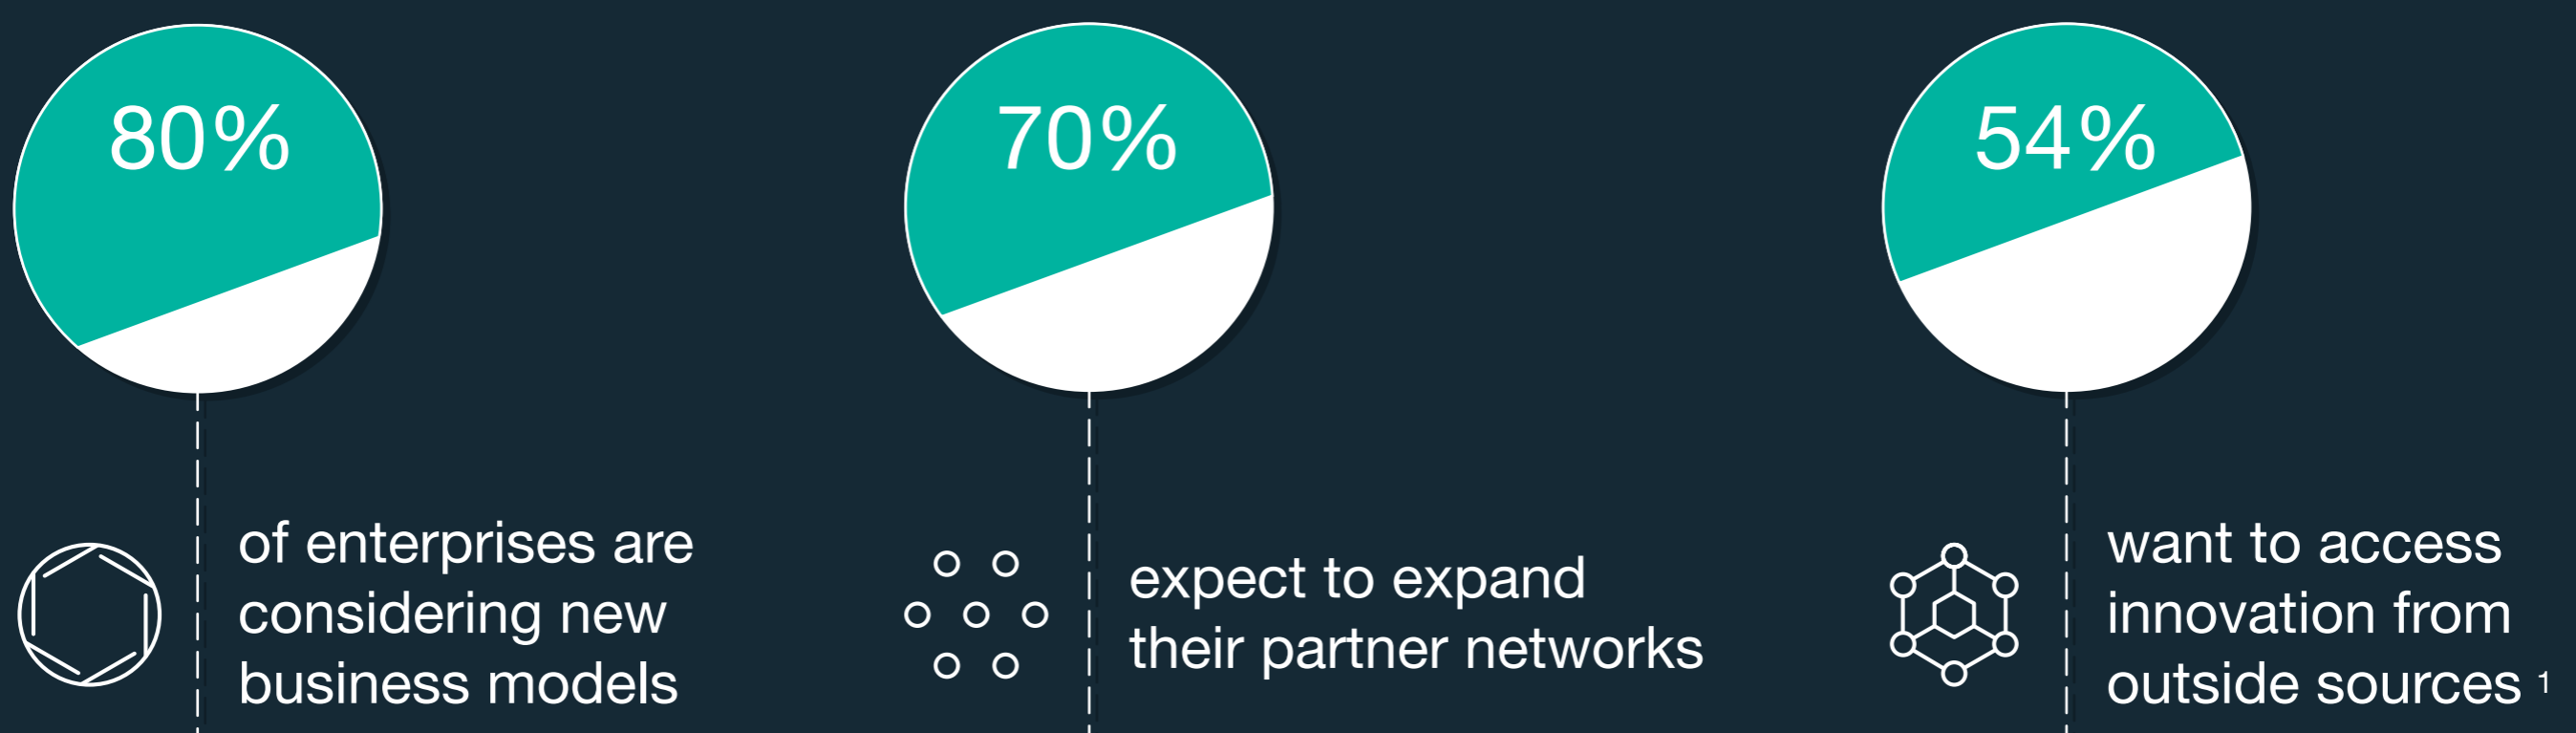 80%
of enterprises are
considering new
business models
70%
expect to expand
their partner networks
54%
want to access
innovation from
outside sources 1